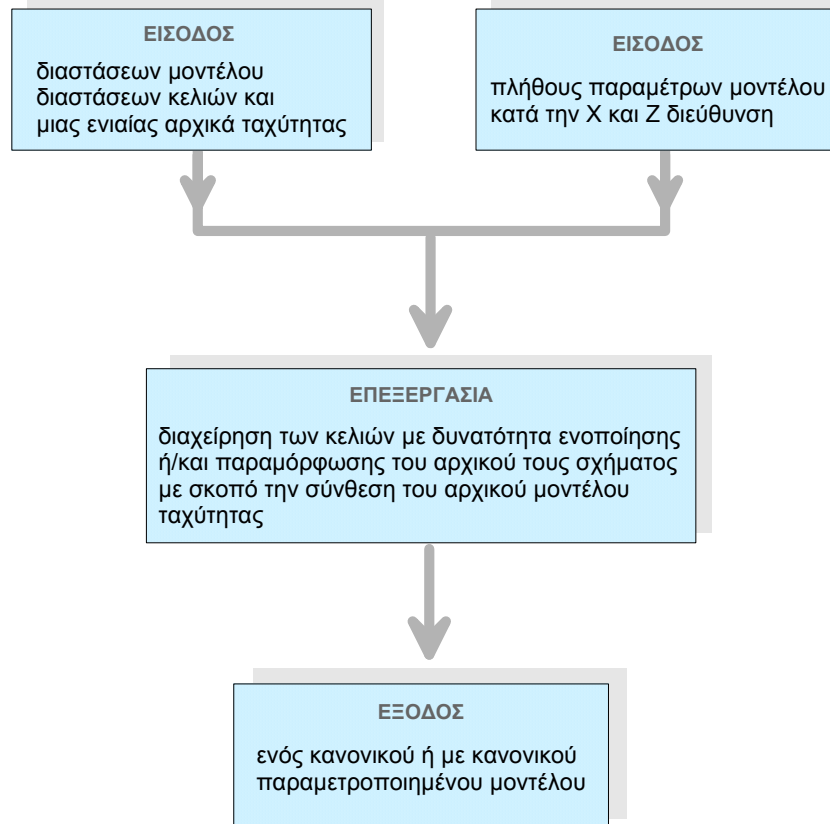 ΕΙΣΟΔΟΣ
διαστάσεων μοντέλου
διαστάσεων κελιών και
μιας ενιαίας αρχικά ταχύτητας
ΕΙΣΟΔΟΣ
πλήθους παραμέτρων μοντέλου
κατά την Χ και Ζ διεύθυνση
ΕΠΕΞΕΡΓΑΣΙΑ
διαχείρηση των κελιών με δυνατότητα ενοποίησης
ή/και παραμόρφωσης του αρχικού τους σχήματος
με σκοπό την σύνθεση του αρχικού μοντέλου
ταχύτητας
ΕΞΟΔΟΣ
ενός κανονικού ή με κανονικού
παραμετροποιημένου μοντέλου